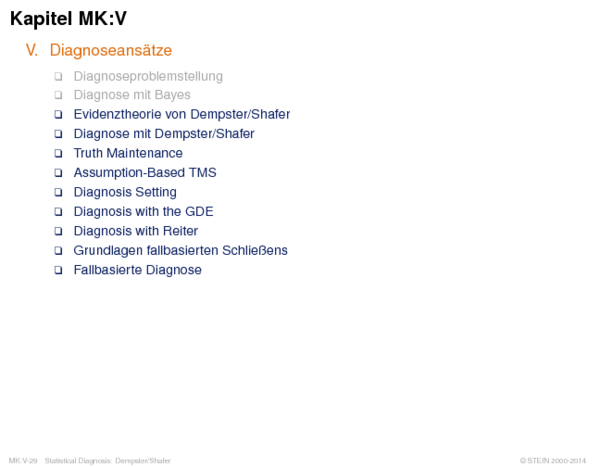 Kapitel MK:V
V. Diagnoseansätze
❑ Diagnoseproblemstellung
❑ Diagnose mit Bayes
❑ Evidenztheorie von Dempster/Shafer
❑ Diagnose mit Dempster/Shafer
❑ Truth Maintenance
❑ Assumption-Based TMS
❑ Diagnosis Setting
❑ Diagnosis with the GDE
❑ Diagnosis with Reiter
❑ Grundlagen fallbasierten Schließens
❑ Fallbasierte Diagnose
MK:V-29 Statistical Diagnosis: Dempster/Shafer © STEIN 2000-2014